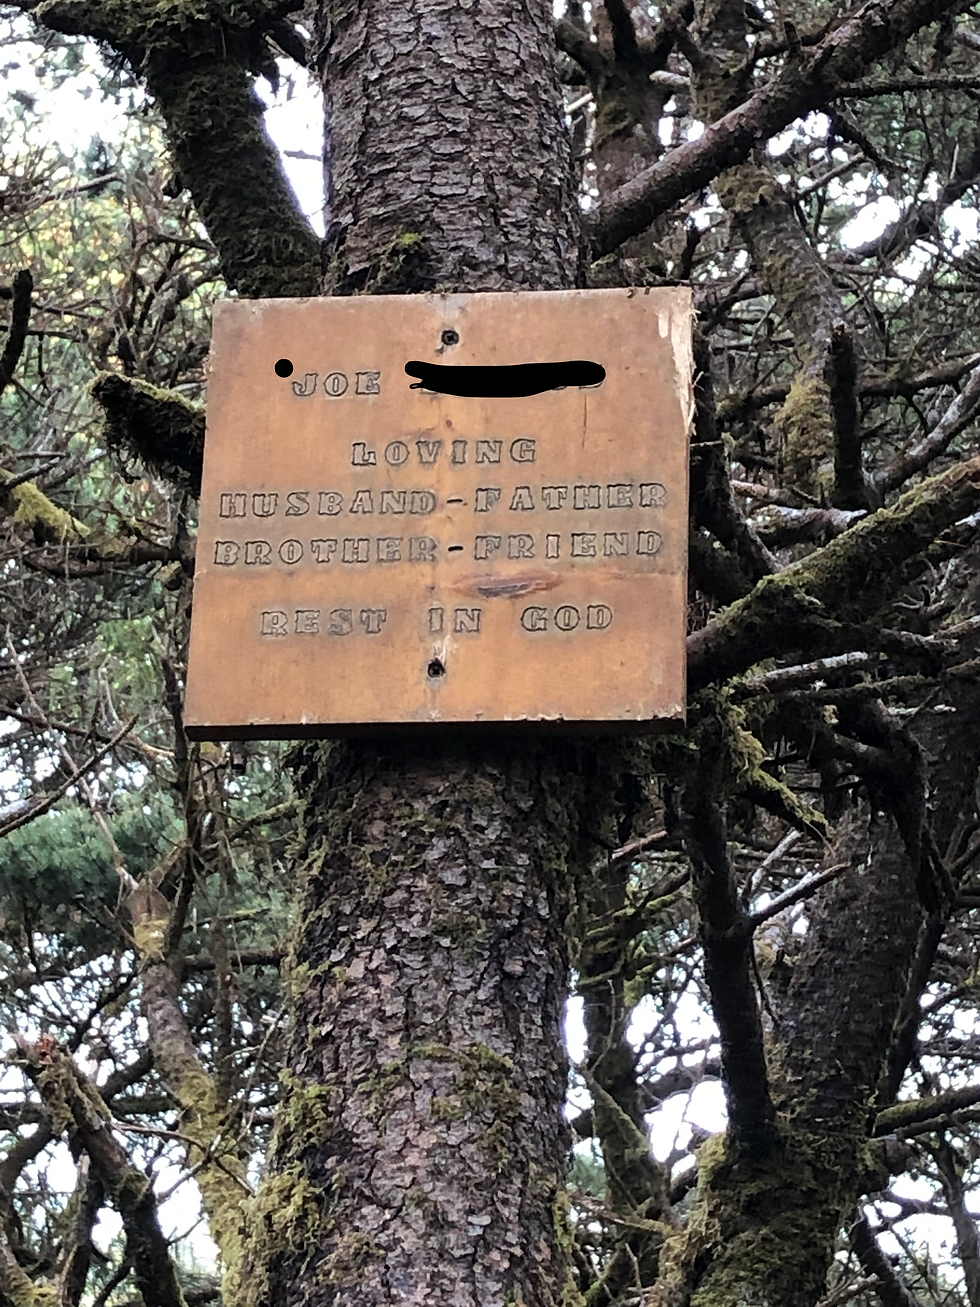 JOE
LOVING
HUSBAND-FATHER
BROTHER-FRIEND
REST IN GOD